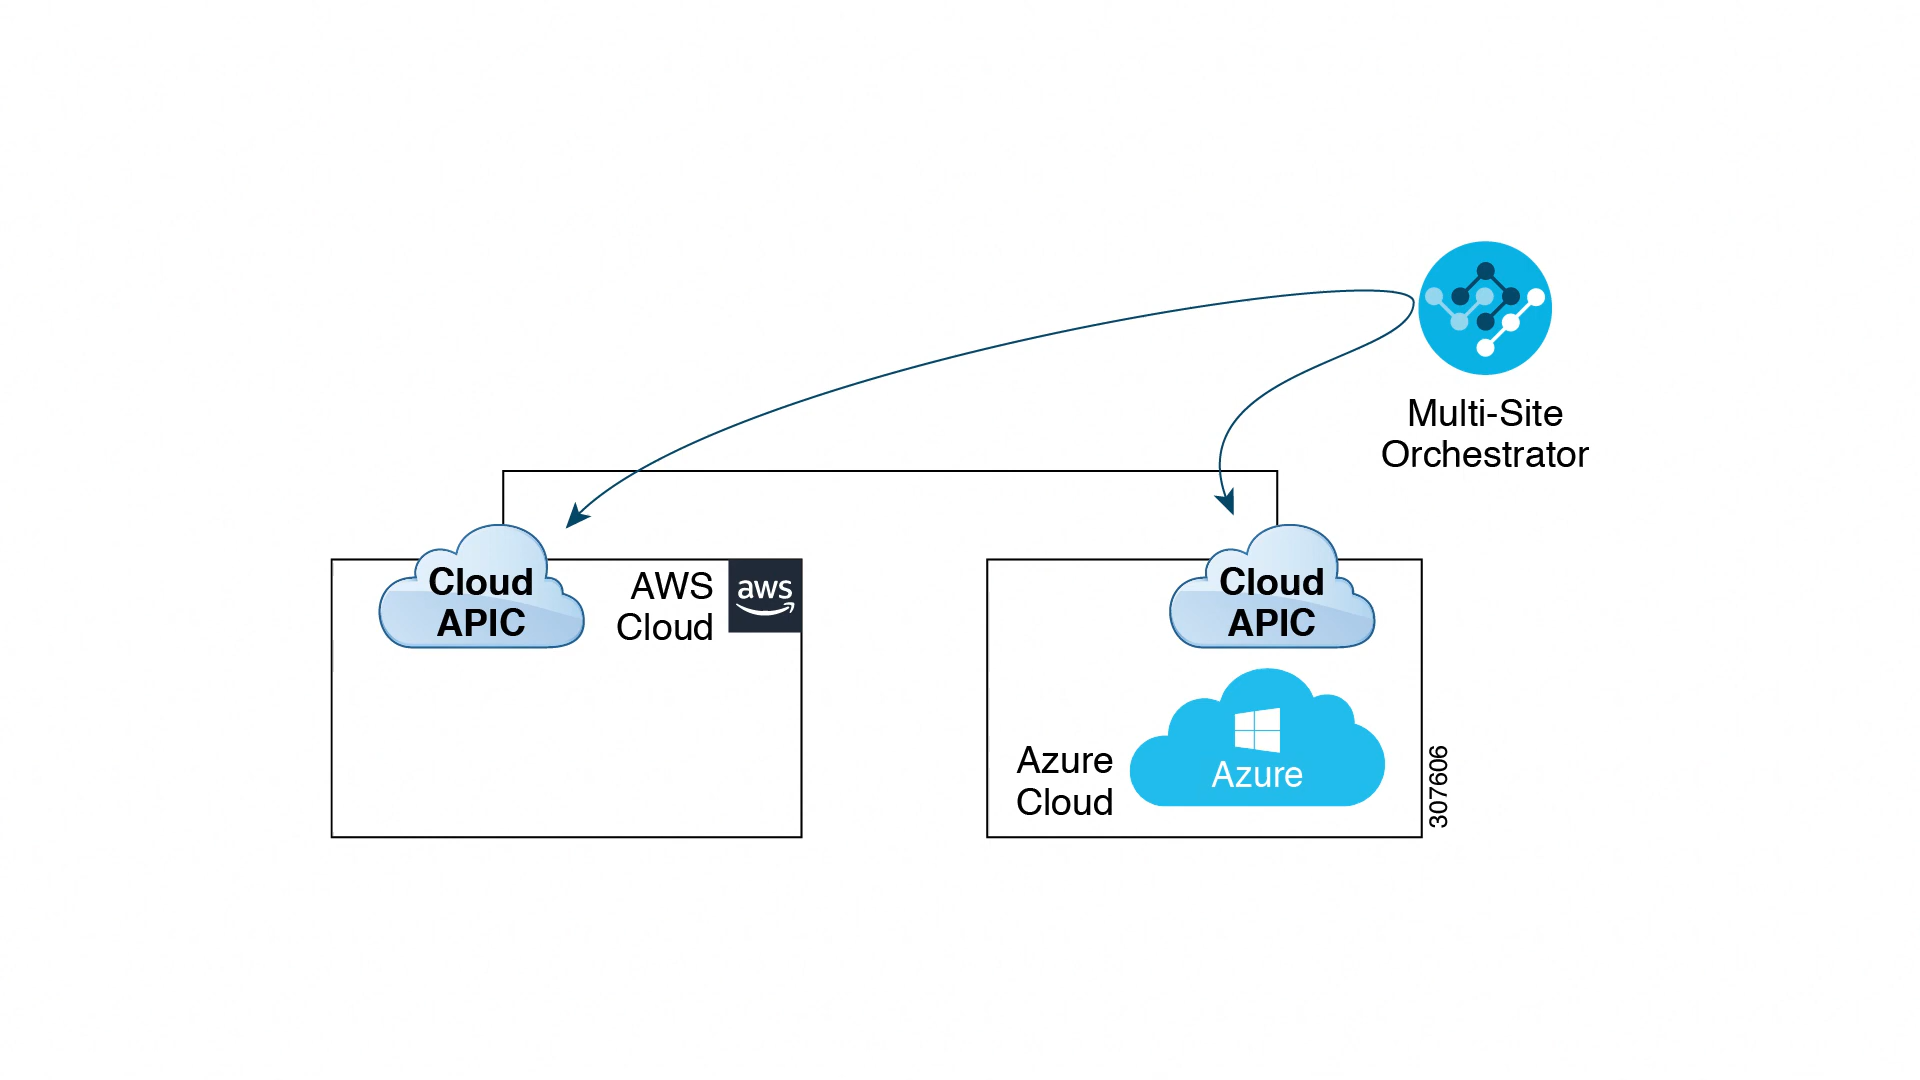 Multi-Site
Orchestrator
Cloud
APIC
AWS
Cloud
aws
Cloud
APIC
Azure
Cloud
Azure
307606